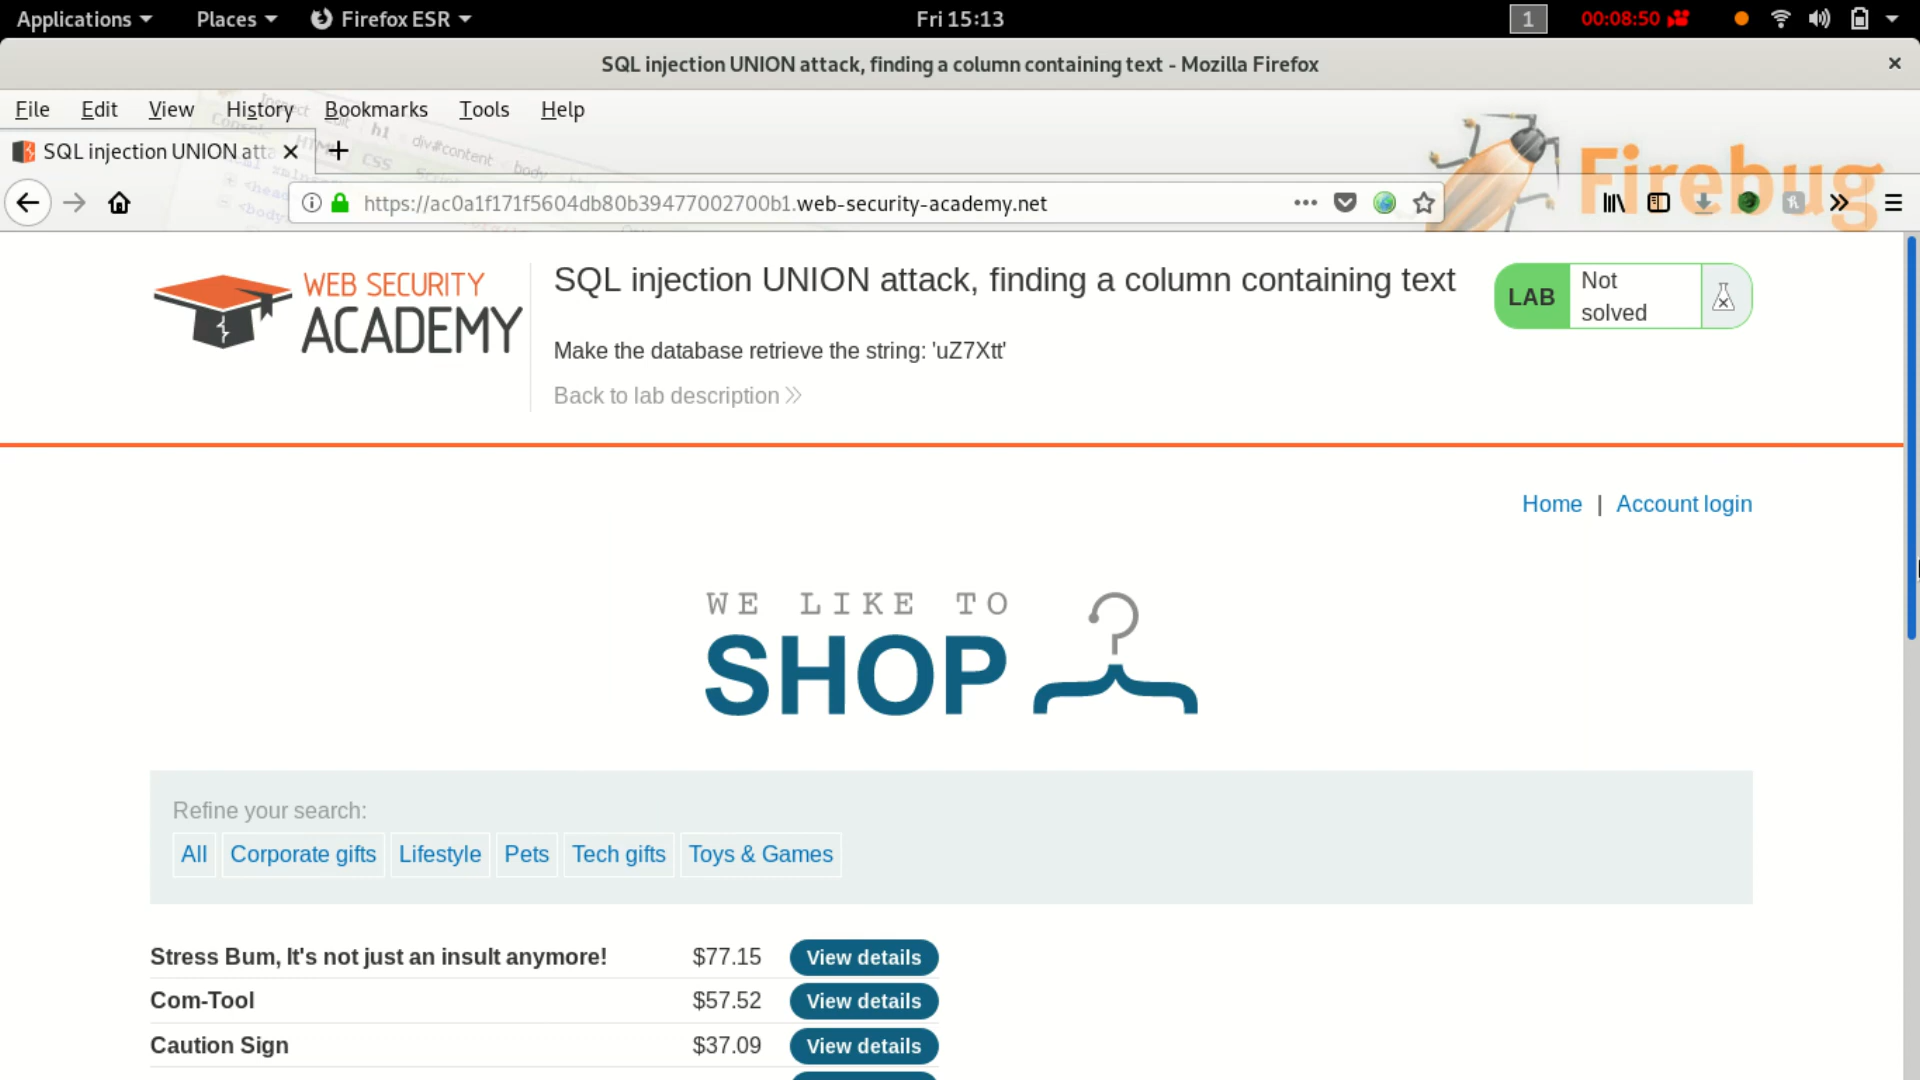 Applications Places Firefox ESR Fri 15:13 1 00:08:50
SQL injection UNION attack, finding a column containing text - Mozilla Firefox
File Edit View History Bookmarks Tools Help
SQL injection UNION atta
Firebug
https://ac0a1f171f5604db80b39477002700b1.web-security-academy.net
WEB SECURITY
ACADEMY
SQL injection UNION attack, finding a column containing text
LAB
Not
solved
Make the database retrieve the string: 'uZ7Xtt'
Back to lab description
Home | Account login
WE LIKE TO
SHOP
Refine your search:
All Corporate gifts Lifestyle Pets Tech gifts Toys & Games
Stress Bum, It's not just an insult anymore! $77.15 View details
Com-Tool $57.52 View details
Caution Sign $37.09 View details